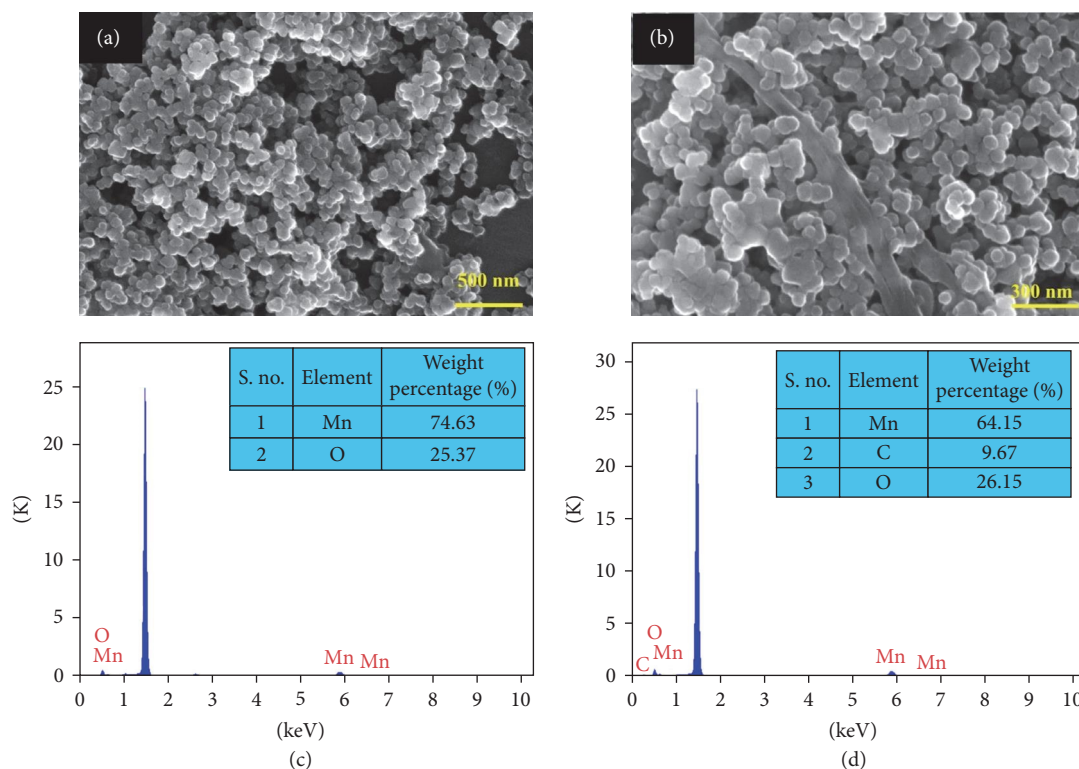 (a)
500 nm
(b)
300 nm
25
20
15
10
5
0
(K)
S. no. Element Weight percentage (%)
1 Mn 74.63
2 O 25.37
O
Mn
Mn Mn
0 1 2 3 4 5 6 7 8 9 10
(keV)
(c)
30
25
20
15
10
5
0
(K)
S. no. Element Weight percentage (%)
1 Mn 64.15
2 C 9.67
3 O 26.15
O
C Mn
Mn Mn
0 1 2 3 4 5 6 7 8 9 10
(keV)
(d)